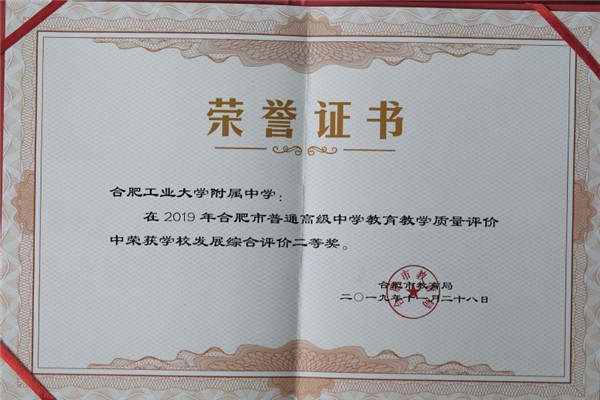 荣誉证书
合肥工业大学附属中学：
在2019年合肥市普通高级中学教育教学质量评价
中荣获学校发展综合评价二等奖。
合肥市教育局
二〇一九年十一月二十八日